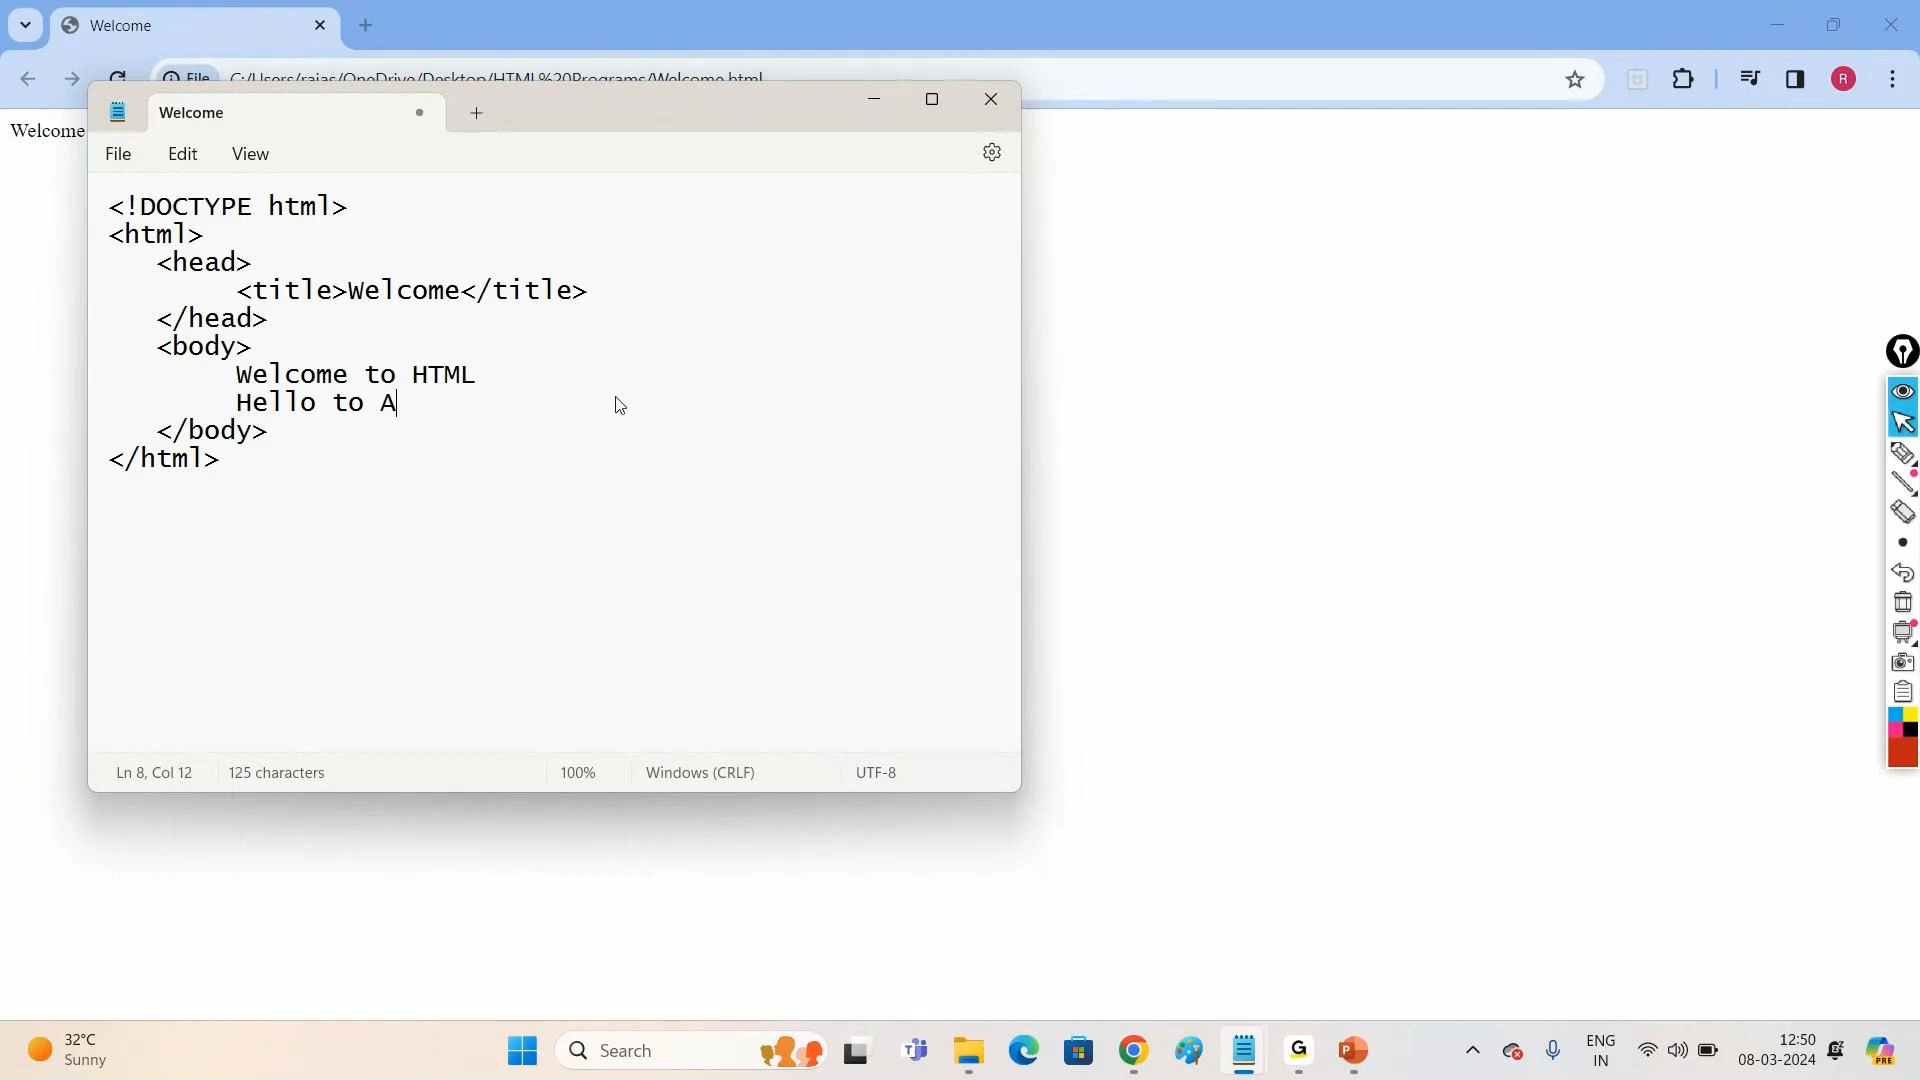 Welcome
File C:/Users/rajas/OneDrive/Desktop/HTML%20Programs/Welcome.html
R
Welcome
Welcome
File Edit View
<!DOCTYPE html>
<html>
<head>
<title>Welcome</title>
</head>
<body>
Welcome to HTML
Hello to A
</body>
</html>
Ln 8, Col 12 125 characters 100% Windows (CRLF) UTF-8
32°C
Sunny
Search
G
P
PRE
ENG
IN
12:50
08-03-2024